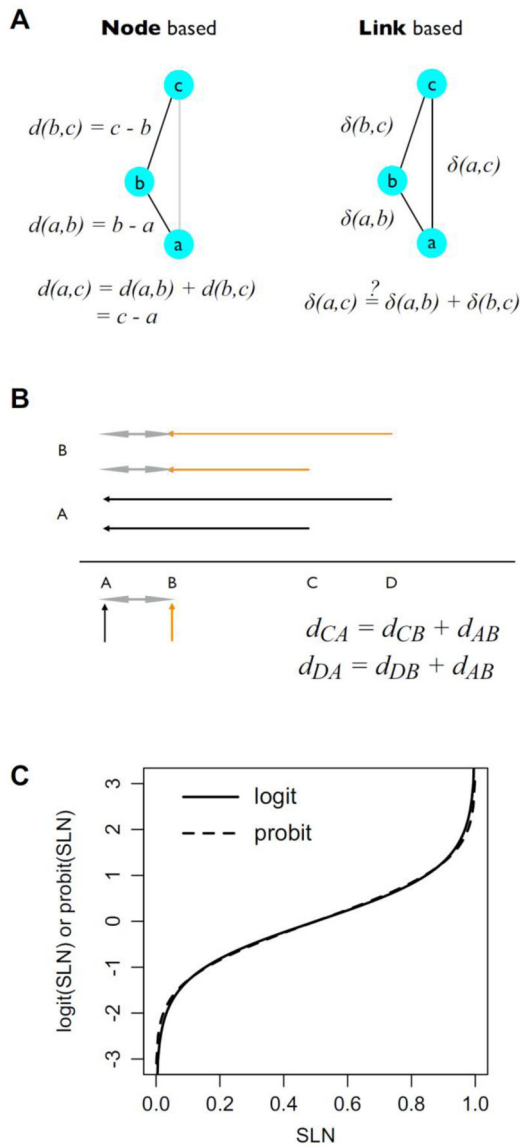 A
Node based
Link based
c
d(b,c) = c - b
b
d(a,b) = b - a
a
d(a,c) = d(a,b) + d(b,c)
= c - a
c
δ(b,c)
δ(a,c)
b
δ(a,b)
a
?
δ(a,c) = δ(a,b) + δ(b,c)
B
B
A
A B C D
d_CA = d_CB + d_AB
d_DA = d_DB + d_AB
C
logit
probit
logit(SLN) or probit(SLN)
3
2
1
0
-1
-2
-3
0.0 0.2 0.4 0.6 0.8 1.0
SLN